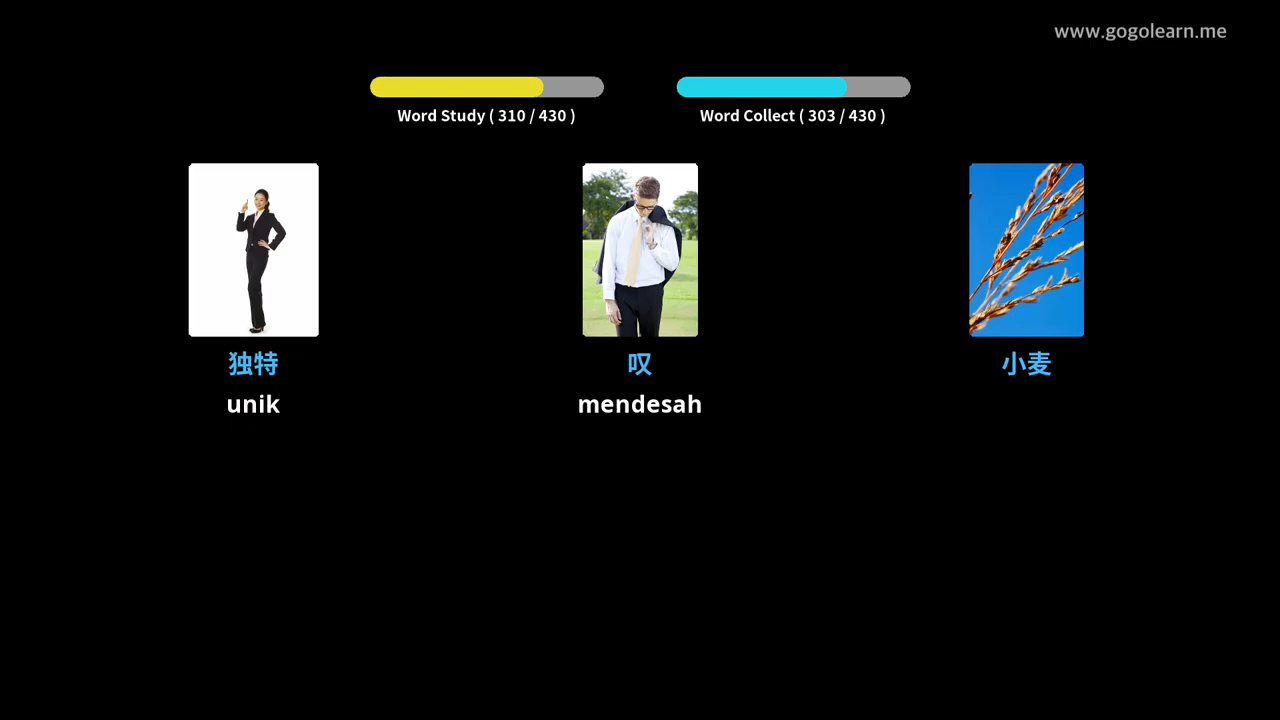 www.gogolearn.me
Word Study ( 310 / 430 )
Word Collect ( 303 / 430 )
独特
叹
小麦
unik
mendesah